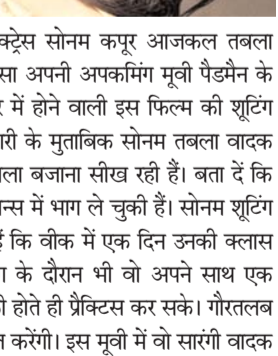 क्ट्रेस सोनम कपूर आजकल तबला
सा अपनी अपकमिंग मूवी पैडमैन के
में होने वाली इस फिल्म की शूटिंग
री के मुताबिक सोनम तबला वादक
ला बजाना सीख रही हैं। बता दें कि
न्स में भाग ले चुकी हैं। सोनम शूटिंग
कि वीक में एक दिन उनकी क्लास
के दौरान भी वो अपने साथ एक
होते ही प्रैक्टिस कर सके। गौरतलब
करेंगी। इस मूवी में वो सारंगी वादक